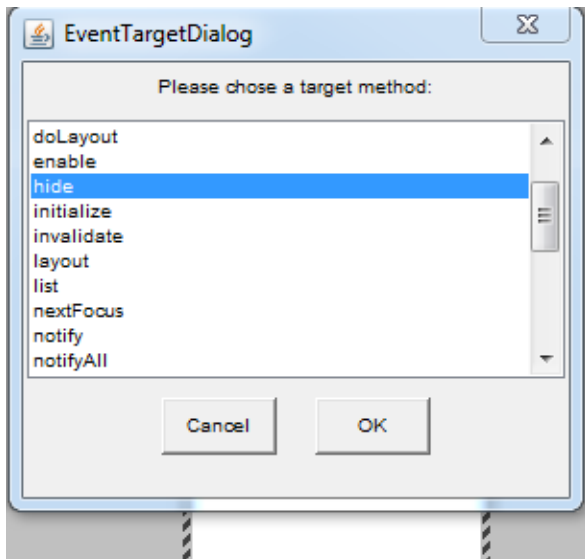 EventTargetDialog
Please chose a target method:
doLayout
enable
hide
initialize
invalidate
layout
list
nextFocus
notify
notifyAll
Cancel OK